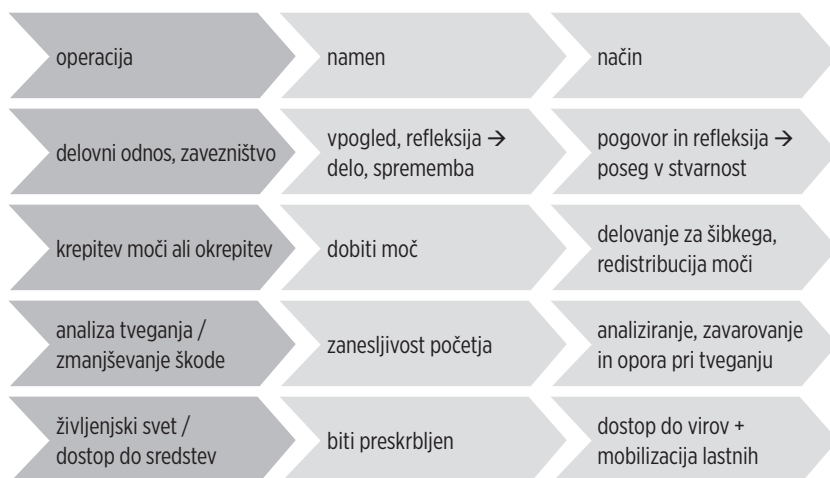 operacija
namen
način
delovni odnos, zavezništvo
vpogled, refleksija →
delo, sprememba
pogovor in refleksija →
poseg v stvarnost
krepitev moči ali okrepitev
dobiti moč
delovanje za šibkega,
redistribucija moči
analiza tveganja /
zmanjševanje škode
zanesljivost početja
analiziranje, zavarovanje
in opora pri tveganju
življenjski svet /
dostop do sredstev
biti preskrbljen
dostop do virov +
mobilizacija lastnih